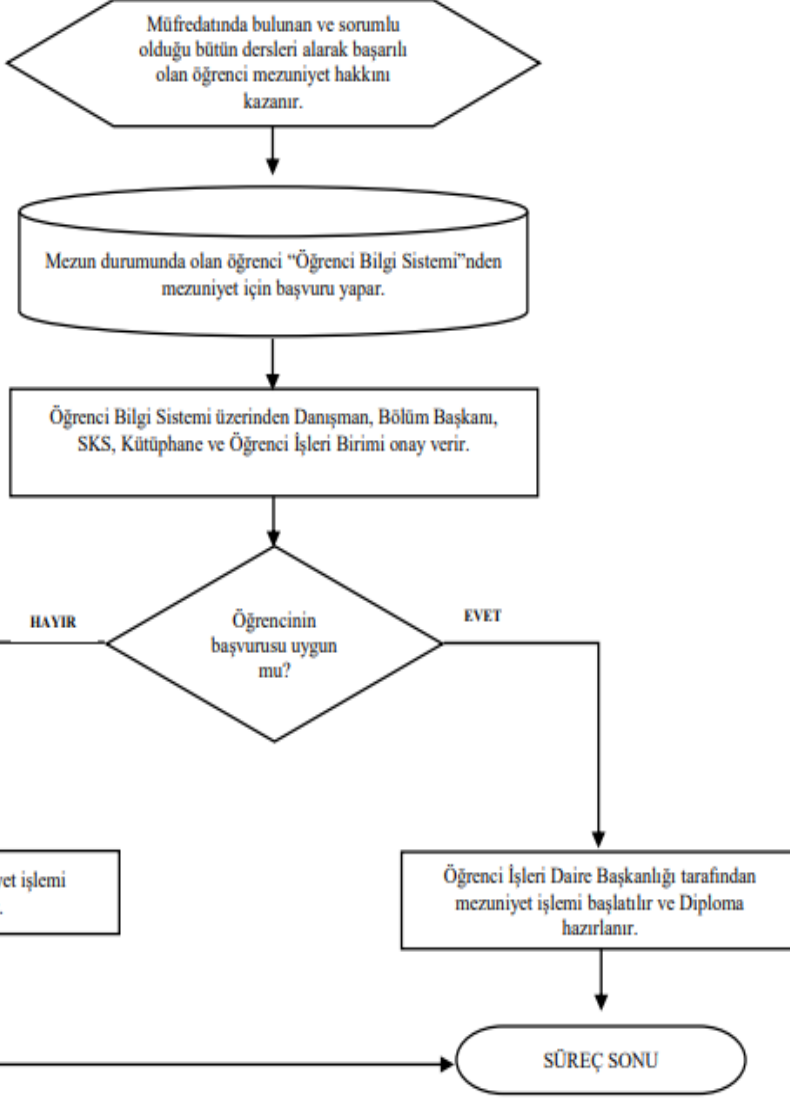 Müfredatında bulunan ve sorumlu
olduğu bütün dersleri alarak başarılı
olan öğrenci mezuniyet hakkını
kazanır.
Mezun durumunda olan öğrenci “Öğrenci Bilgi Sistemi”nden
mezuniyet için başvuru yapar.
Öğrenci Bilgi Sistemi üzerinden Danışman, Bölüm Başkanı,
SKS, Kütüphane ve Öğrenci İşleri Birimi onay verir.
HAYIR
Öğrencinin
başvurusu uygun
mu?
EVET
işlemi
.
Öğrenci İşleri Daire Başkanlığı tarafından
mezuniyet işlemi başlatılır ve Diploma
hazırlanır.
SÜREÇ SONU